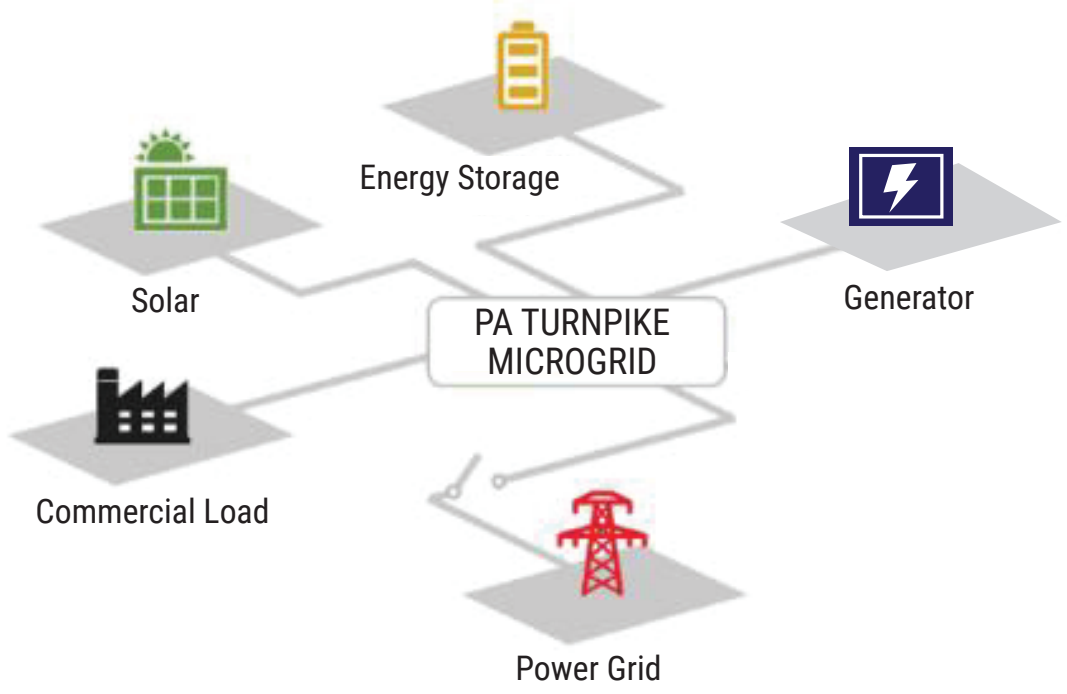 Energy Storage
Solar
Generator
PA TURNPIKE
MICROGRID
Commercial Load
Power Grid